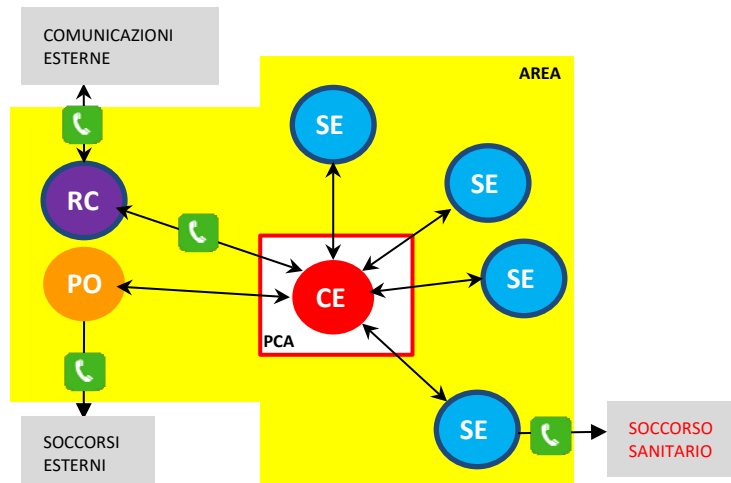 COMUNICAZIONI
ESTERNE
AREA
SE
SE
RC
SE
PO
CE
PCA
SE
SOCCORSI
ESTERNI
SOCCORSO
SANITARIO